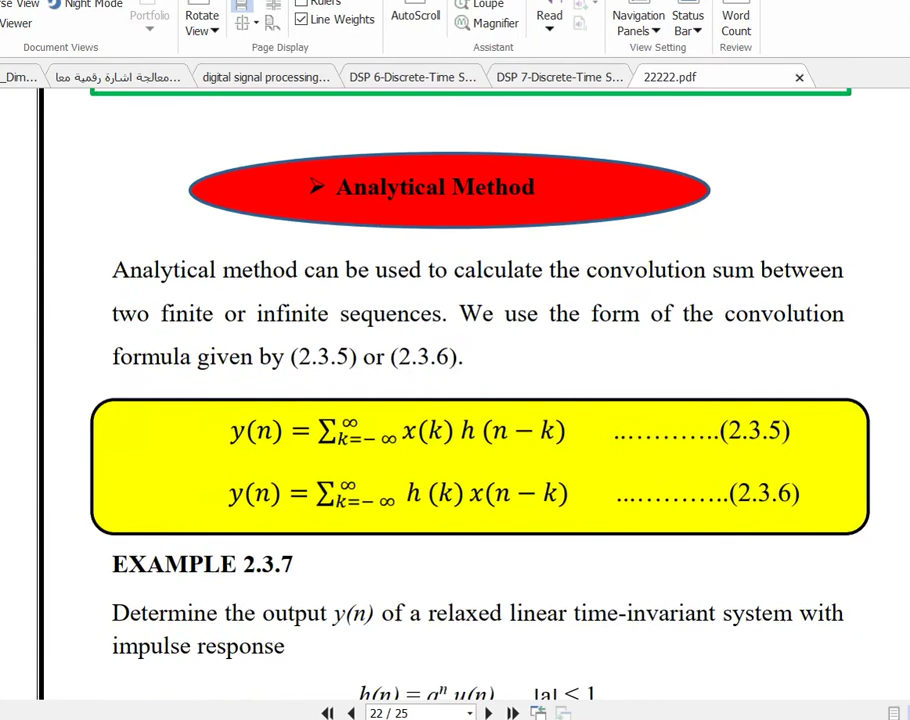 Night Mode
Viewer
Portfolio
Rotate
View
Rulers
Line Weights
AutoScroll
Loupe
Magnifier
Read
Navigation
Panels
Status
Bar
Word
Count
Document Views
Page Display
Assistant
View Setting
Review
_Dim...
معالجة اشارة رقمية معا...
digital signal processing...
DSP 6-Discrete-Time S...
DSP 7-Discrete-Time S...
22222.pdf
➤ Analytical Method
Analytical method can be used to calculate the convolution sum between
two finite or infinite sequences. We use the form of the convolution
formula given by (2.3.5) or (2.3.6).
y(n) = ∑_{k=−∞}^{∞} x(k) h (n − k) ………….(2.3.5)
y(n) = ∑_{k=−∞}^{∞} h (k) x(n − k) ………….(2.3.6)
EXAMPLE 2.3.7
Determine the output y(n) of a relaxed linear time-invariant system with
impulse response
h(n) = aⁿ u(n) |a| < 1
22 / 25